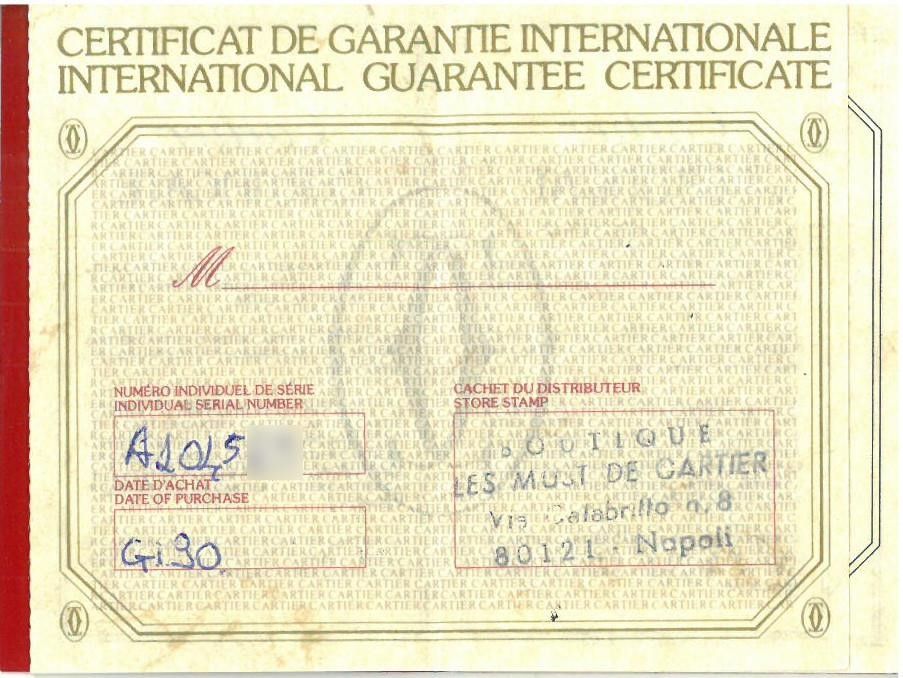 CERTIFICAT DE GARANTIE INTERNATIONALE
INTERNATIONAL GUARANTEE CERTIFICATE
M
NUMÉRO INDIVIDUEL DE SÉRIE
INDIVIDUAL SERIAL NUMBER
A1045
DATE D'ACHAT
DATE OF PURCHASE
Gi 90
CACHET DU DISTRIBUTEUR
STORE STAMP
BOUTIQUE
LES MUST DE CARTIER
Via Calabritto n, 8
80121 - Napoli